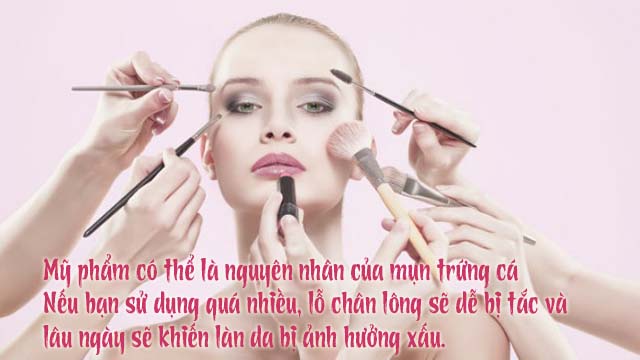 Mỹ phẩm có thể là nguyên nhân của mụn trứng cá
Nếu bạn sử dụng quá nhiều, lỗ chân lông sẽ dễ bị tắc và
lâu ngày sẽ khiến làn da bị ảnh hưởng xấu.